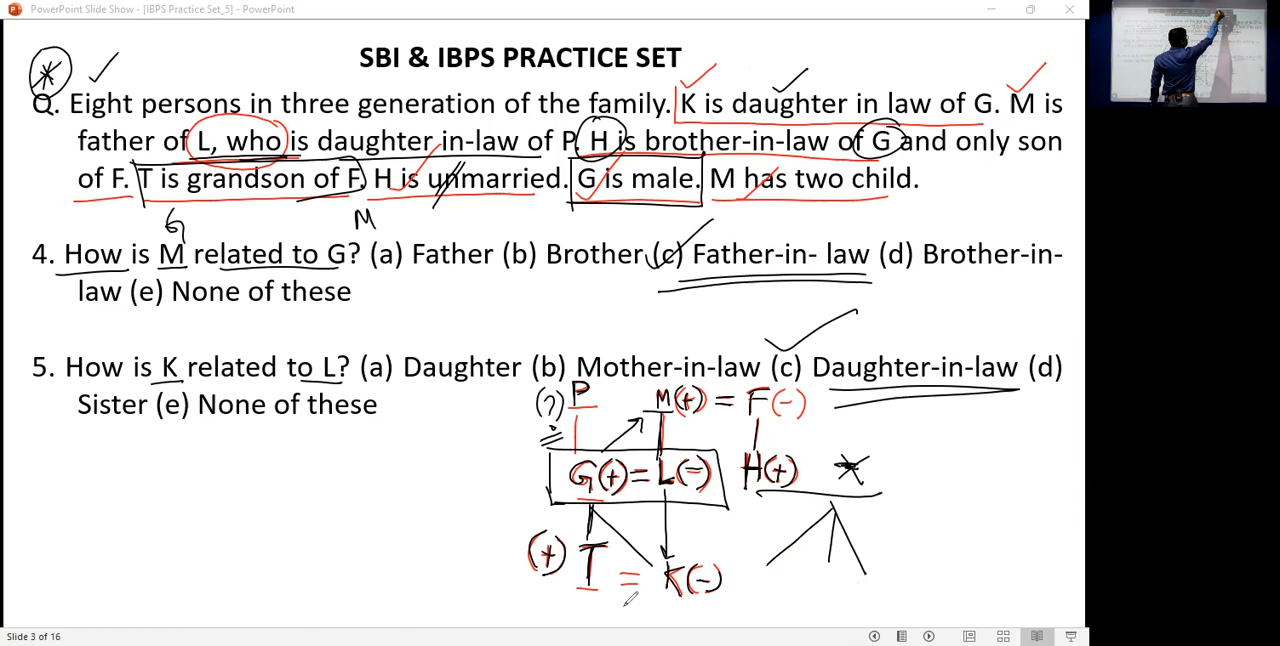 PowerPoint Slide Show - [IBPS Practice Set_5] - PowerPoint
SBI & IBPS PRACTICE SET
Q. Eight persons in three generation of the family. K is daughter in law of G. M is
father of L, who is daughter in-law of P. H is brother-in-law of G and only son
of F. T is grandson of F. H is unmarried. G is male. M has two child.
G M
4. How is M related to G? (a) Father (b) Brother (c) Father-in- law (d) Brother-in-
law (e) None of these
5. How is K related to L? (a) Daughter (b) Mother-in-law (c) Daughter-in-law (d)
Sister (e) None of these
(?) P M(+) = F(-)
G(+) = L(-) H(+)
(+) T = K(-)
Slide 3 of 16